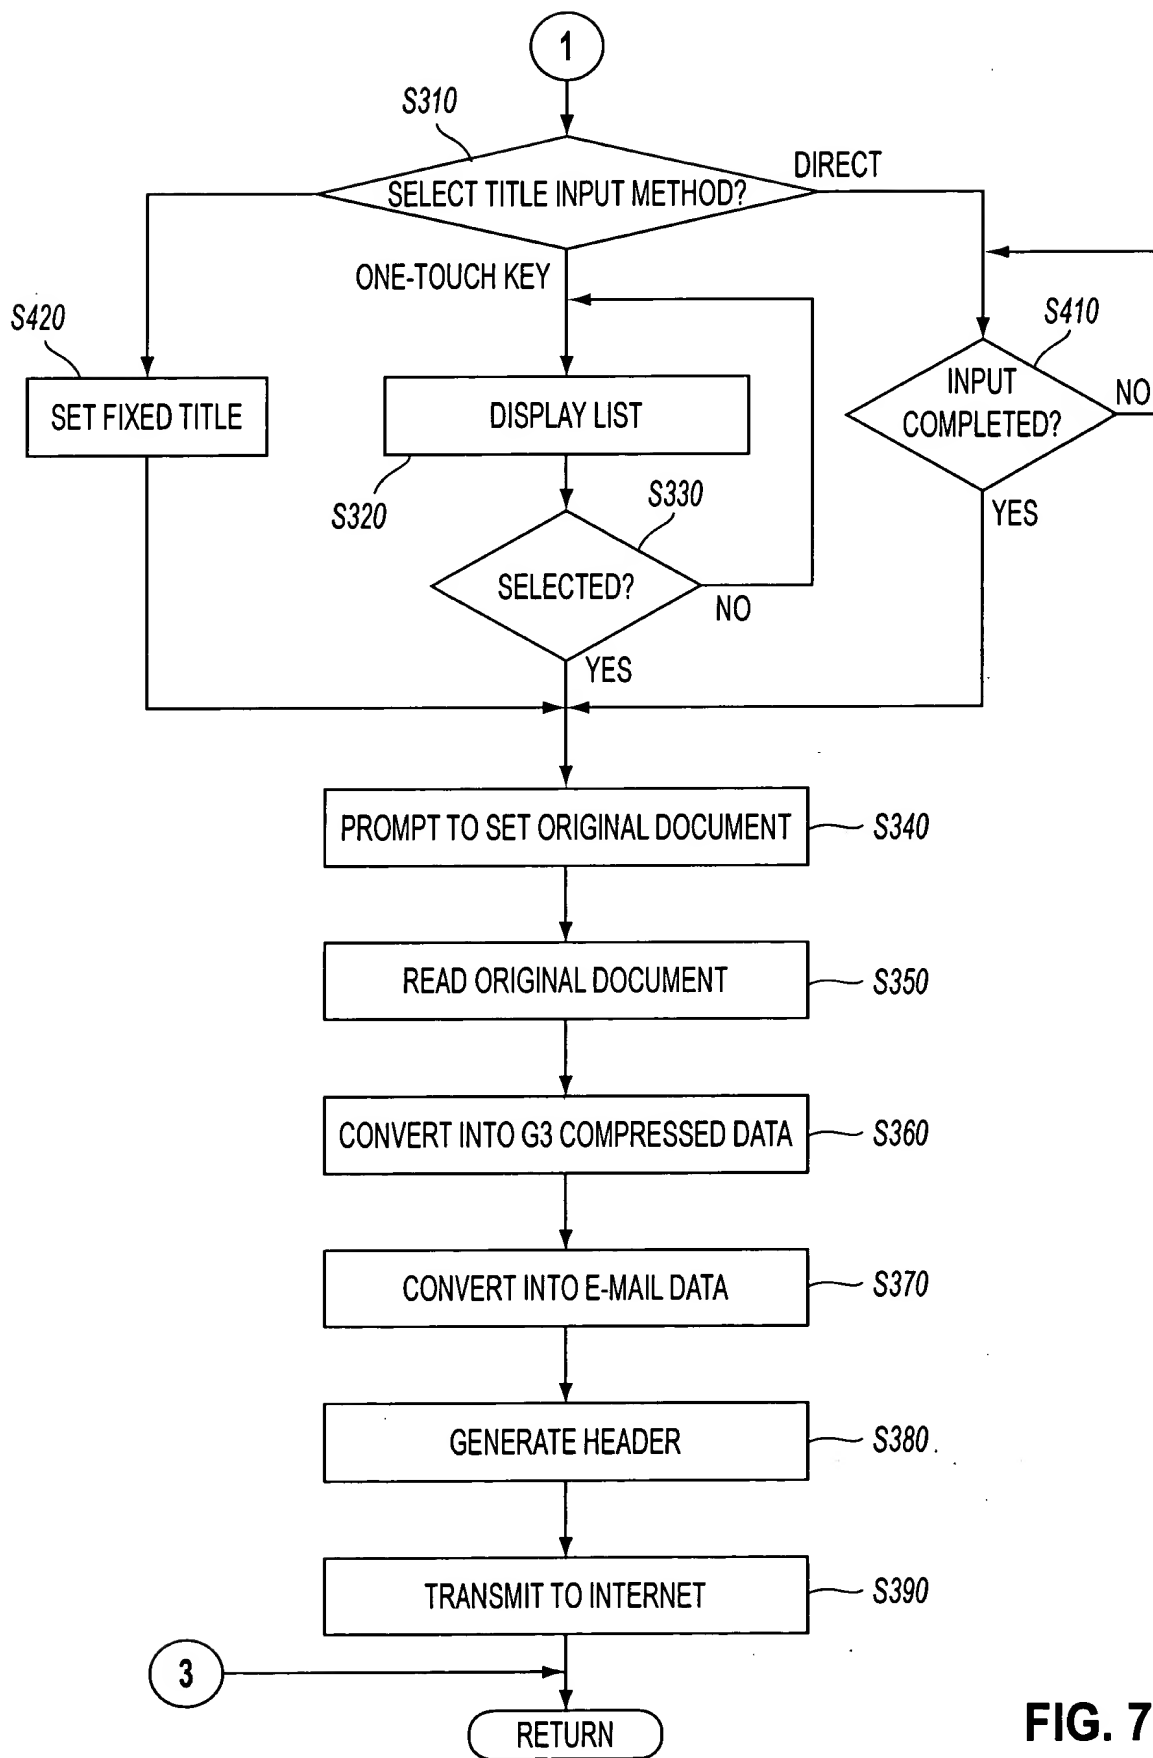 1
S310
SELECT TITLE INPUT METHOD?
DIRECT
ONE-TOUCH KEY
S420
SET FIXED TITLE
DISPLAY LIST
S320
S410
INPUT
COMPLETED?
NO
YES
S330
SELECTED?
NO
YES
PROMPT TO SET ORIGINAL DOCUMENT
S340
READ ORIGINAL DOCUMENT
S350
CONVERT INTO G3 COMPRESSED DATA
S360
CONVERT INTO E-MAIL DATA
S370
GENERATE HEADER
S380
TRANSMIT TO INTERNET
S390
3
RETURN
FIG. 7